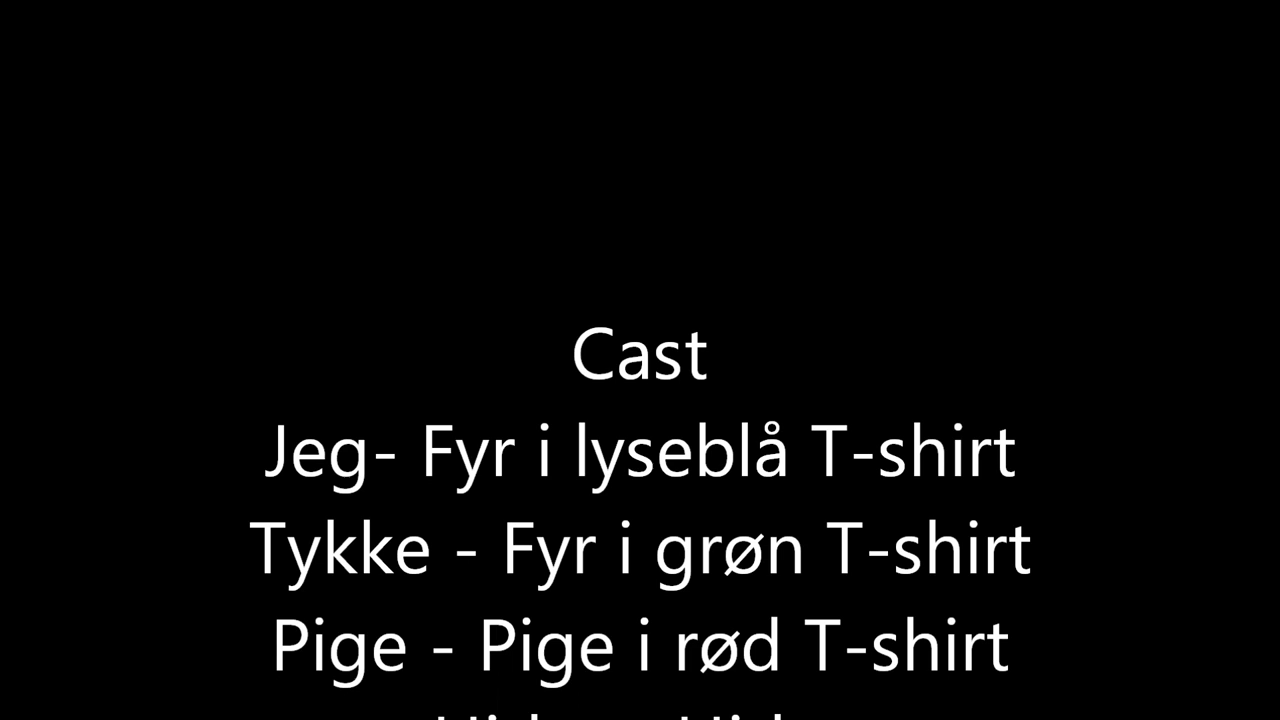 Cast
Jeg- Fyr i lyseblå T-shirt
Tykke - Fyr i grøn T-shirt
Pige - Pige i rød T-shirt